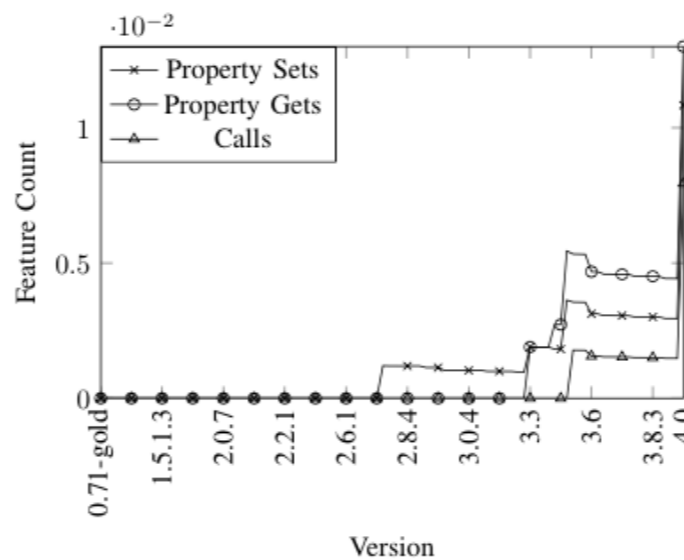 ·10⁻²
Property Sets
Property Gets
Calls
1
0.5
0
Feature Count
0.71-gold
1.5.1.3
2.0.7
2.2.1
2.6.1
2.8.4
3.0.4
3.3
3.6
3.8.3
4.0
Version